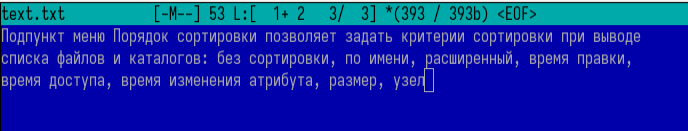 text.txt [-M--] 53 L:[ 1+ 2 3/ 3] *(393 / 393b) <EOF>
Подпункт меню Порядок сортировки позволяет задать критерии сортировки при выводе
списка файлов и каталогов: без сортировки, по имени, расширенный, время правки,
время доступа, время изменения атрибута, размер, узел